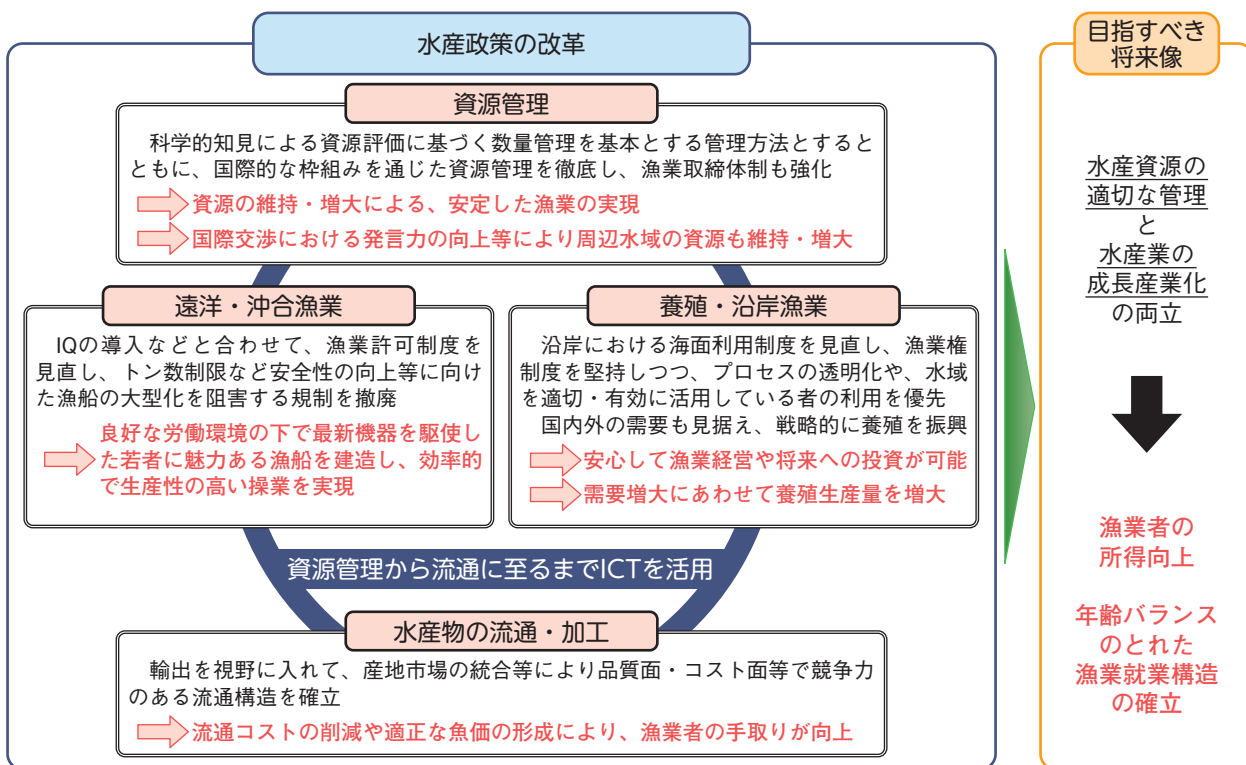 水産政策の改革
資源管理
科学的知見による資源評価に基づく数量管理を基本とする管理方法とすると
ともに、国際的な枠組みを通じた資源管理を徹底し、漁業取締体制も強化
資源の維持・増大による、安定した漁業の実現
国際交渉における発言力の向上等により周辺水域の資源も維持・増大
遠洋・沖合漁業
IQの導入などと合わせて、漁業許可制度を
見直し、トン数制限など安全性の向上等に向け
た漁船の大型化を阻害する規制を撤廃
良好な労働環境の下で最新機器を駆使し
た若者に魅力ある漁船を建造し、効率的
で生産性の高い操業を実現
養殖・沿岸漁業
沿岸における海面利用制度を見直し、漁業権
制度を堅持しつつ、プロセスの透明化や、水域
を適切・有効に活用している者の利用を優先
国内外の需要も見据え、戦略的に養殖を振興
安心して漁業経営や将来への投資が可能
需要増大にあわせて養殖生産量を増大
資源管理から流通に至るまでICTを活用
水産物の流通・加工
輸出を視野に入れて、産地市場の統合等により品質面・コスト面等で競争力
のある流通構造を確立
流通コストの削減や適正な魚価の形成により、漁業者の手取りが向上
目指すべき
将来像
水産資源の
適切な管理
と
水産業の
成長産業化
の両立
漁業者の
所得向上
年齢バランス
のとれた
漁業就業構造
の確立